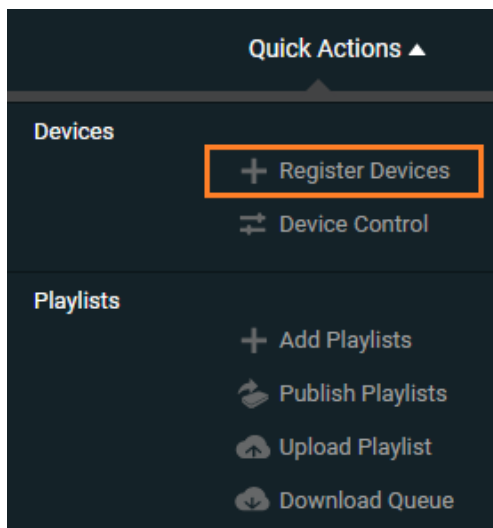 Quick Actions ▲
Devices
Register Devices
Device Control
Playlists
Add Playlists
Publish Playlists
Upload Playlist
Download Queue